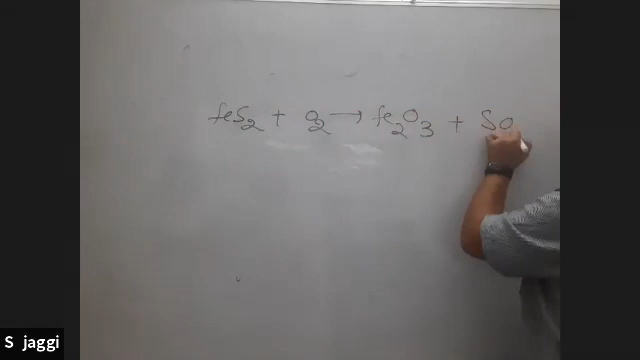 feS₂ + O₂ → fe₂O₃ + SO
S jaggi